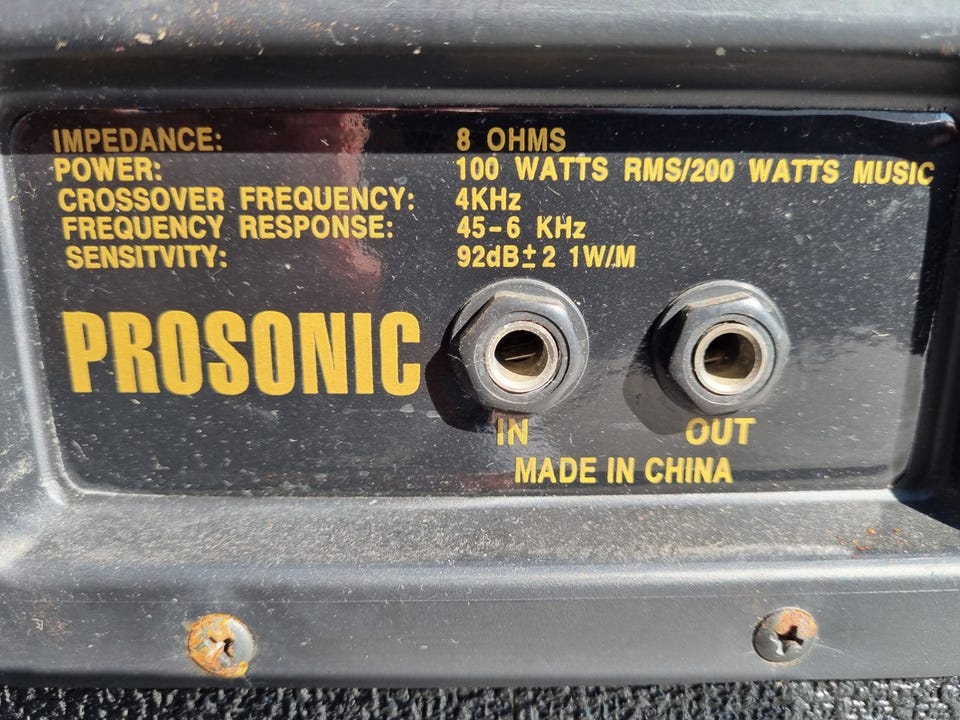 IMPEDANCE: 8 OHMS
POWER: 100 WATTS RMS/200 WATTS MUSIC
CROSSOVER FREQUENCY: 4KHz
FREQUENCY RESPONSE: 45-6 KHz
SENSITVITY: 92dB±2 1W/M
PROSONIC
IN OUT
MADE IN CHINA